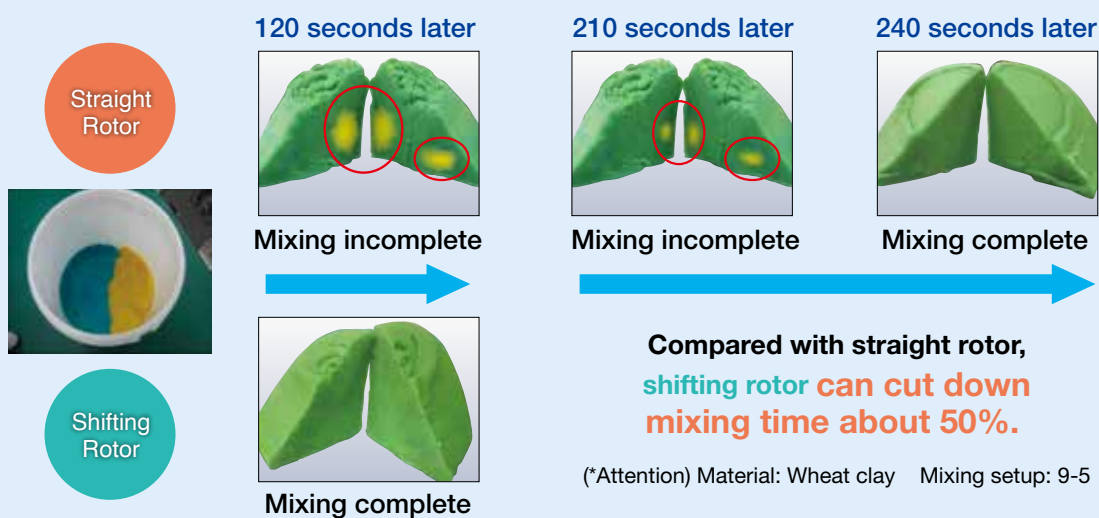 120 seconds later
210 seconds later
240 seconds later
Straight
Rotor
Mixing incomplete
Mixing incomplete
Mixing complete
Shifting
Rotor
Mixing complete
Compared with straight rotor,
shifting rotor can cut down
mixing time about 50%.
(*Attention) Material: Wheat clay Mixing setup: 9-5